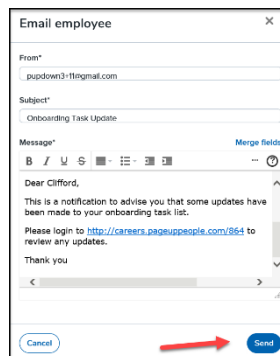 Email employee
From*
pupdown3+11@gmail.com
Subject*
Onboarding Task Update
Message*
Merge fields
B I U S
Dear Clifford,
This is a notification to advise you that some updates have
been made to your onboarding task list.
Please login to http://careers.pageuppeople.com/864 to
review any updates.
Thank you
Cancel
Send